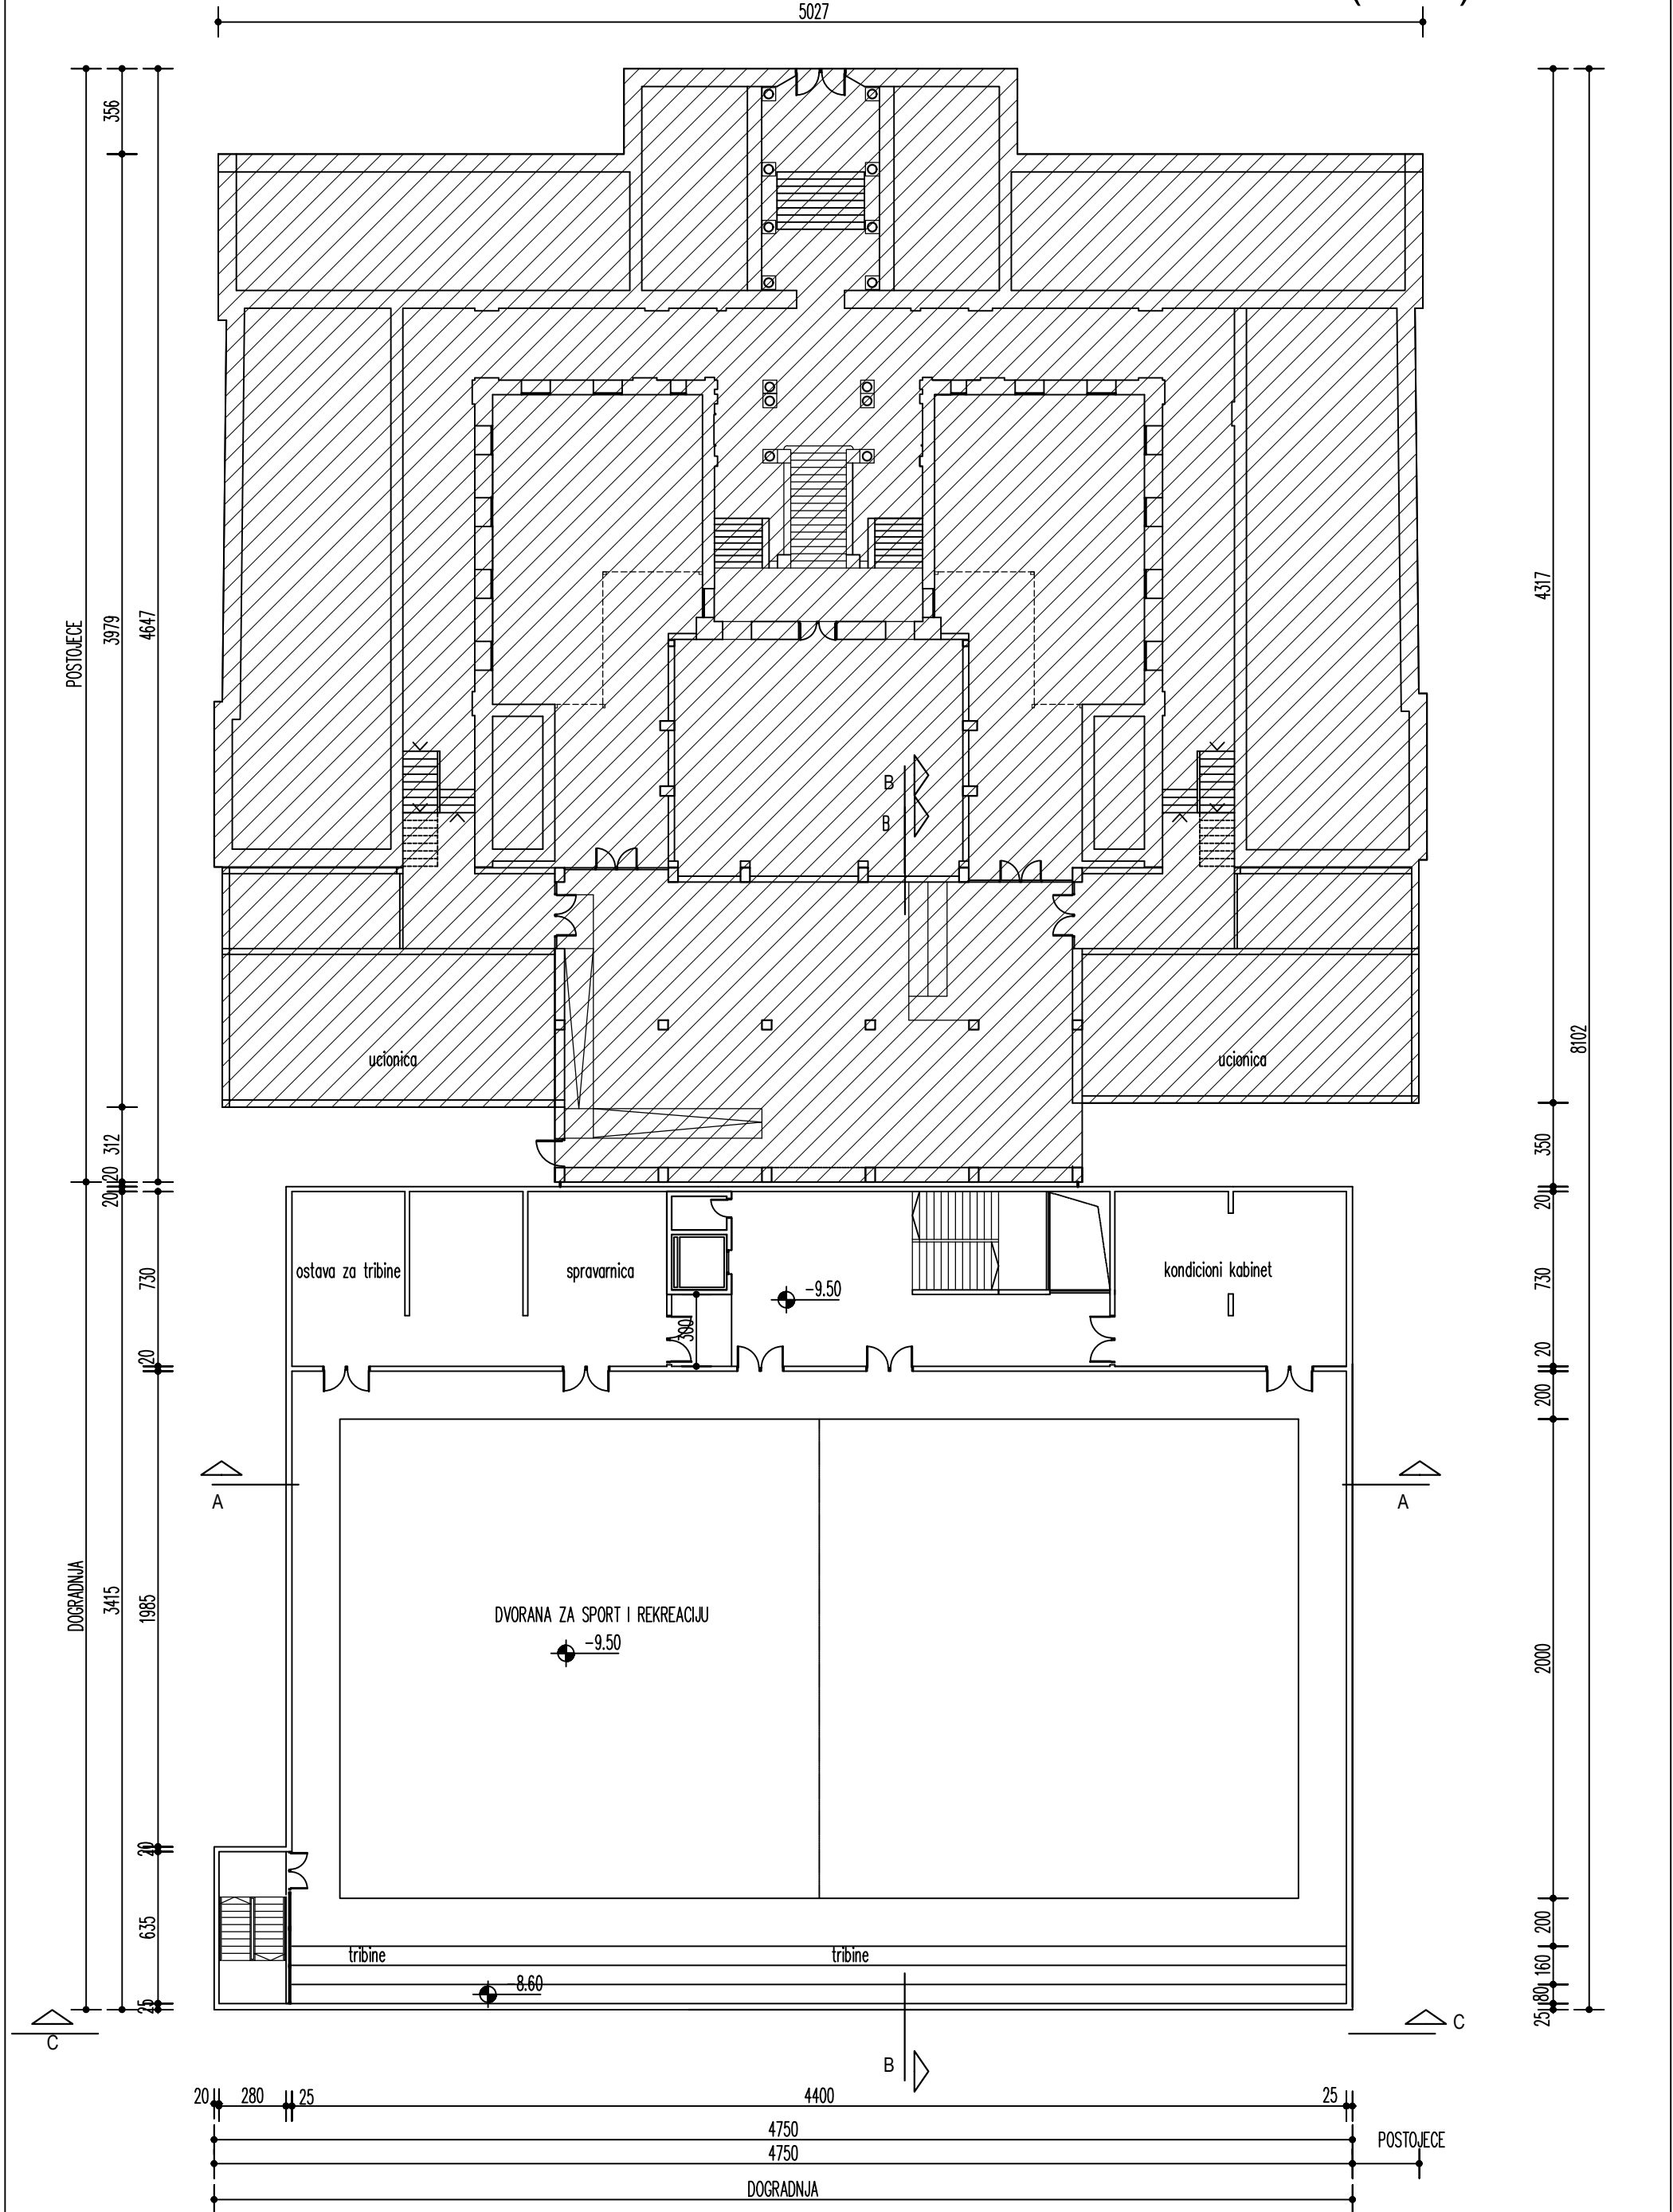 5027
356
3979
4647
POSTOJECE
4317
8102
B
B
ucionica
ucionica
312
20
20
350
20
730
730
ostava za tribine
spravarnica
kondicioni kabinet
-9.50
300
20
20
200
A
A
DOGRADNJA
3415
1985
2000
DVORANA ZA SPORT I REKREACIJU
-9.50
20
635
200
160
80
25
25
tribine
tribine
-8.60
C
C
B
20
280
25
4400
25
4750
4750
POSTOJECE
DOGRADNJA